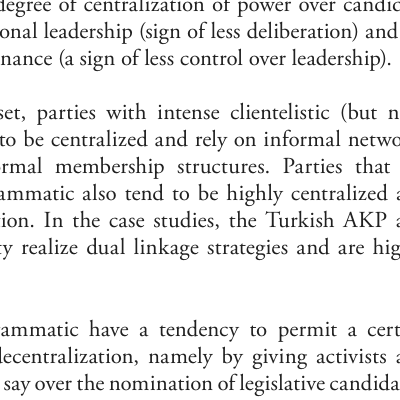 degree of centralization of power over candid
onal leadership (sign of less deliberation) and
nance (a sign of less control over leadership).
set, parties with intense clientelistic (but n
to be centralized and rely on informal netwo
ormal membership structures. Parties that
ammatic also tend to be highly centralized a
ion. In the case studies, the Turkish AKP a
ty realize dual linkage strategies and are hig
rammatic have a tendency to permit a cert
decentralization, namely by giving activists a
say over the nomination of legislative candida